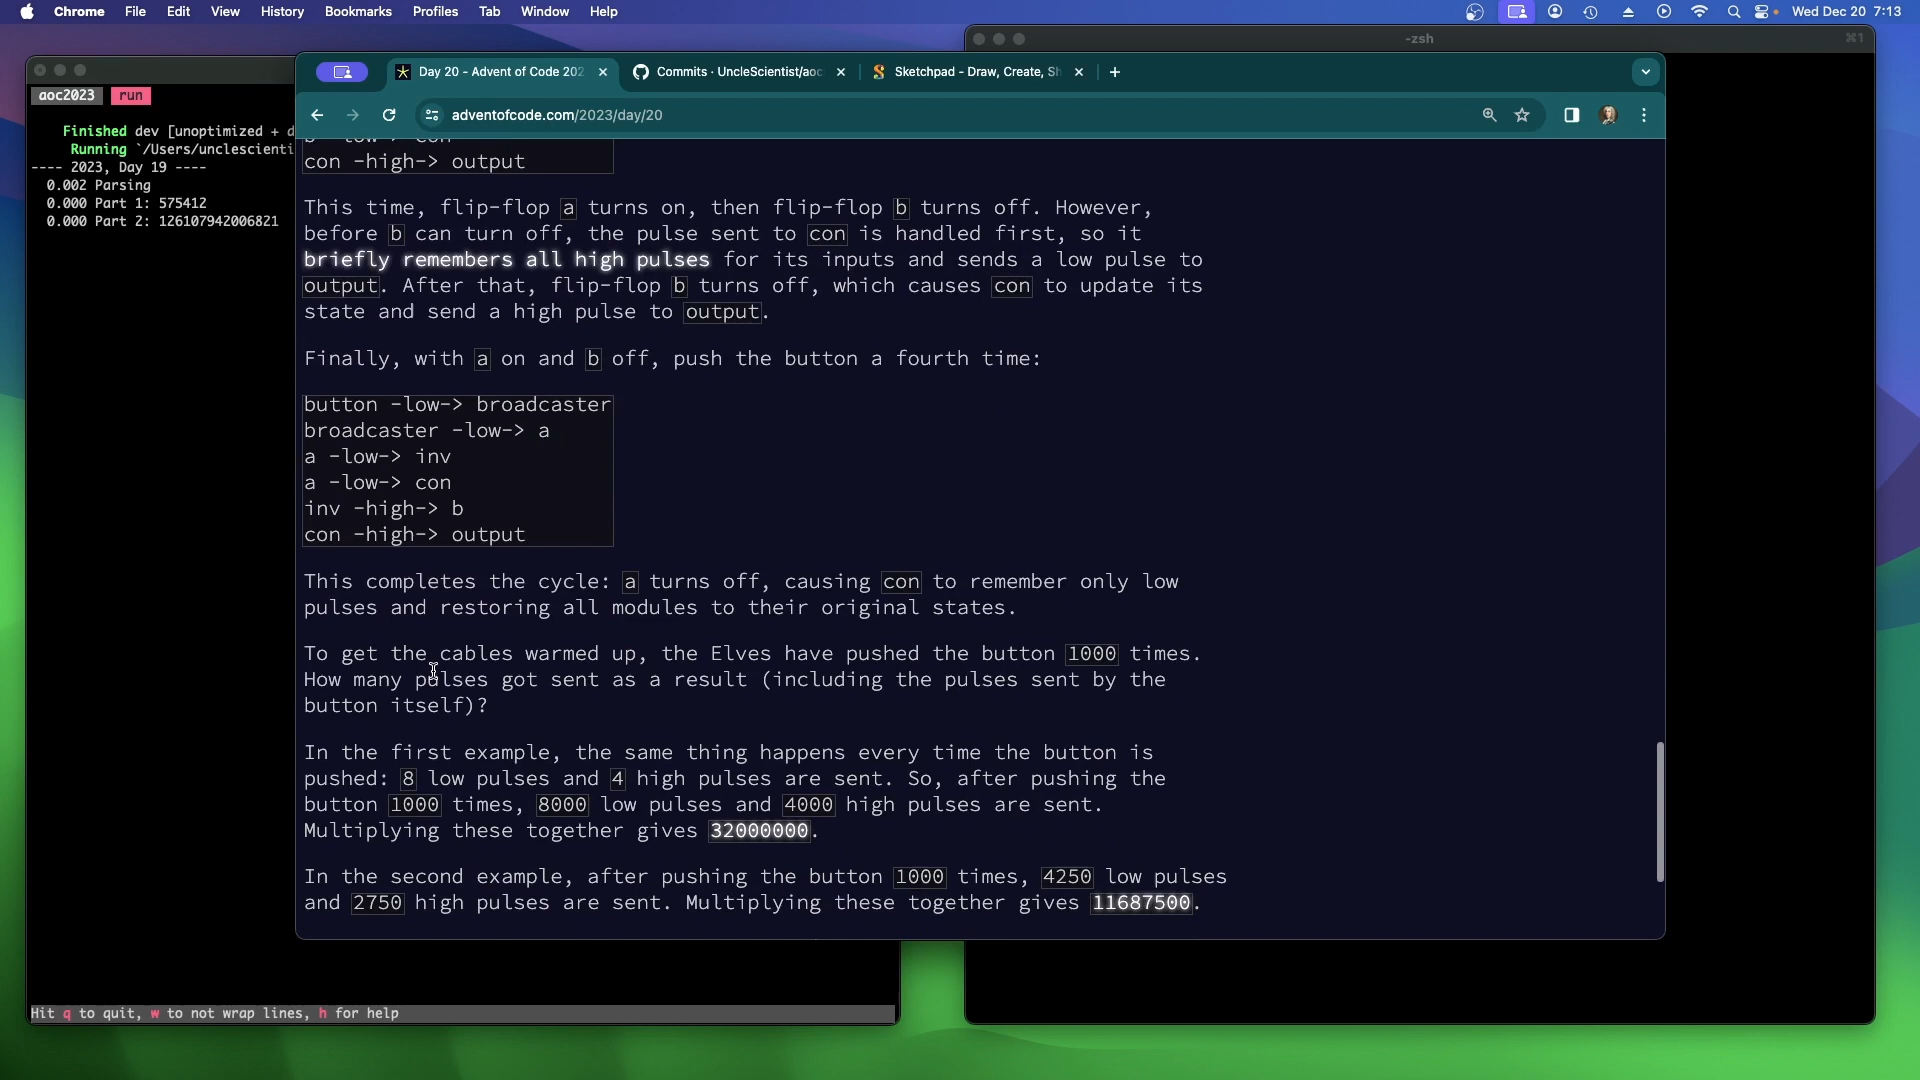 Chrome File Edit View History Bookmarks Profiles Tab Window Help
Wed Dec 20 7:13
-zsh
⌘1
Day 20 - Advent of Code 202
Commits · UncleScientist/aoc
Sketchpad - Draw, Create, Sh
adventofcode.com/2023/day/20
aoc2023 run
Finished dev [unoptimized + d
Running `/Users/unclescienti
---- 2023, Day 19 ----
0.002 Parsing
0.000 Part 1: 575412
0.000 Part 2: 126107942006821
b -low-> con
con -high-> output
This time, flip-flop a turns on, then flip-flop b turns off. However,
before b can turn off, the pulse sent to con is handled first, so it
briefly remembers all high pulses for its inputs and sends a low pulse to
output. After that, flip-flop b turns off, which causes con to update its
state and send a high pulse to output.
Finally, with a on and b off, push the button a fourth time:
button -low-> broadcaster
broadcaster -low-> a
a -low-> inv
a -low-> con
inv -high-> b
con -high-> output
This completes the cycle: a turns off, causing con to remember only low
pulses and restoring all modules to their original states.
To get the cables warmed up, the Elves have pushed the button 1000 times.
How many pulses got sent as a result (including the pulses sent by the
button itself)?
In the first example, the same thing happens every time the button is
pushed: 8 low pulses and 4 high pulses are sent. So, after pushing the
button 1000 times, 8000 low pulses and 4000 high pulses are sent.
Multiplying these together gives 32000000.
In the second example, after pushing the button 1000 times, 4250 low pulses
and 2750 high pulses are sent. Multiplying these together gives 11687500.
Hit q to quit, w to not wrap lines, h for help